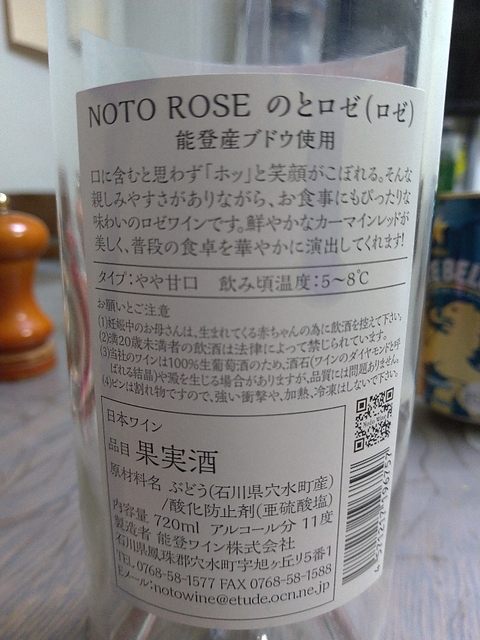 NOTO ROSE のとロゼ(ロゼ)
能登産ブドウ使用
口に含むと思わず「ホッ」と笑顔がこぼれる。そんな
親しみやすさがありながら、お食事にもぴったりな
味わいのロゼワインです。鮮やかなカーマインレッドが
美しく、普段の食卓を華やかに演出してくれます!
タイプ:やや甘口 飲み頃温度:5～8℃
お願いとご注意
(1)妊娠中のお母さんは、生まれてくる赤ちゃんの為に飲酒を控えて下さい。
(2)満20歳未満者の飲酒は法律によって禁じられています。
(3)当社のワインは100%生葡萄酒のため、酒石(ワインのダイヤモンドと呼
ばれる結晶)や澱を生じる場合がありますが、品質には問題ありません。
(4)ビンは割れ物ですので、強い衝撃や、加熱、冷凍はしないで下さい。
日本ワイン
品目 果実酒
原材料名 ぶどう(石川県穴水町産)
/酸化防止剤(亜硫酸塩)
内容量 720ml アルコール分 11度
製造者 能登ワイン株式会社
石川県鳳珠郡穴水町字旭ヶ丘り5番1
TEL 0768-58-1577 FAX 0768-58-1588
Eメール:notowine@etude.ocn.ne.jp